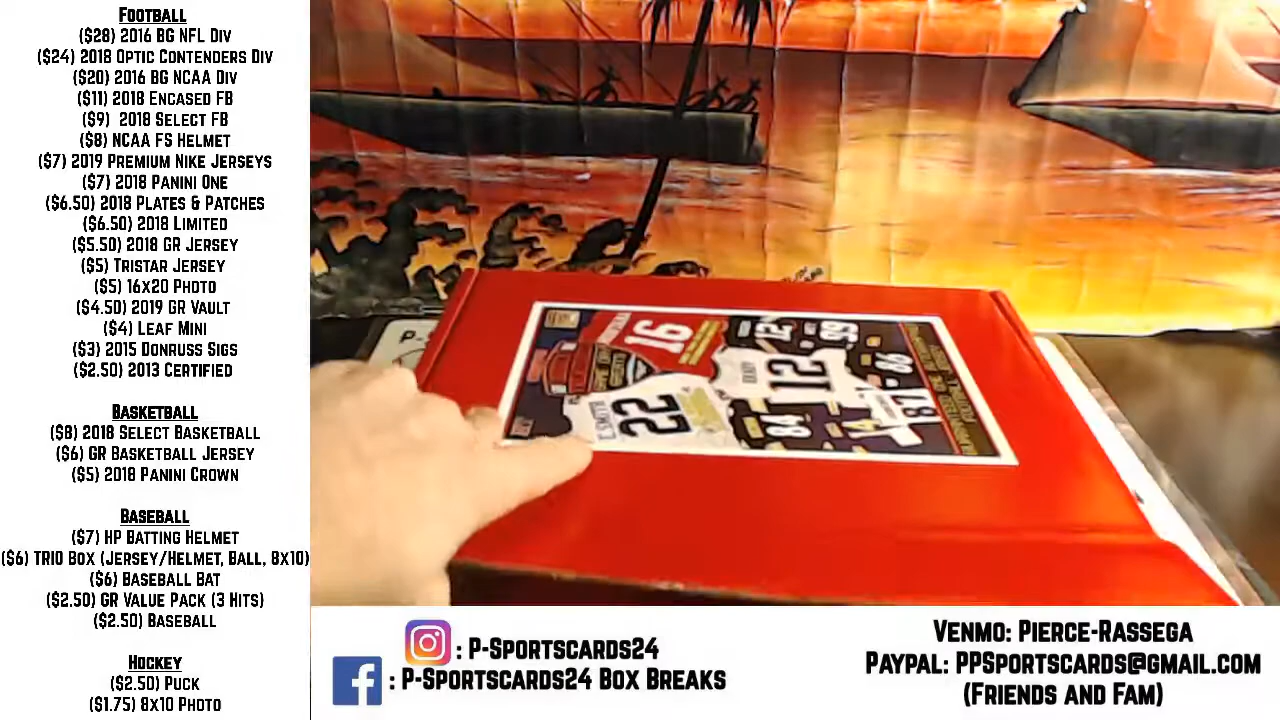 Football
($28) 2016 BG NFL Div
($24) 2018 Optic Contenders Div
($20) 2016 BG NCAA Div
($11) 2018 Encased FB
($9) 2018 Select FB
($8) NCAA FS Helmet
($7) 2019 Premium Nike Jerseys
($7) 2018 Panini One
($6.50) 2018 Plates & Patches
($6.50) 2018 Limited
($5.50) 2018 GR Jersey
($5) Tristar Jersey
($5) 16x20 Photo
($4.50) 2019 GR Vault
($4) Leaf Mini
($3) 2015 Donruss Sigs
($2.50) 2013 Certified
Basketball
($8) 2018 Select Basketball
($6) GR Basketball Jersey
($5) 2018 Panini Crown
Baseball
($7) HP Batting Helmet
($6) TRIO Box (Jersey/Helmet, Ball, 8x10)
($6) Baseball Bat
($2.50) GR Value Pack (3 Hits)
($2.50) Baseball
Hockey
($2.50) Puck
($1.75) 8x10 Photo
16
12
99
86
12
22
84
87
: P-Sportscards24
: P-Sportscards24 Box Breaks
Venmo: Pierce-Rassega
Paypal: PPSportscards@gmail.com
(Friends and Fam)